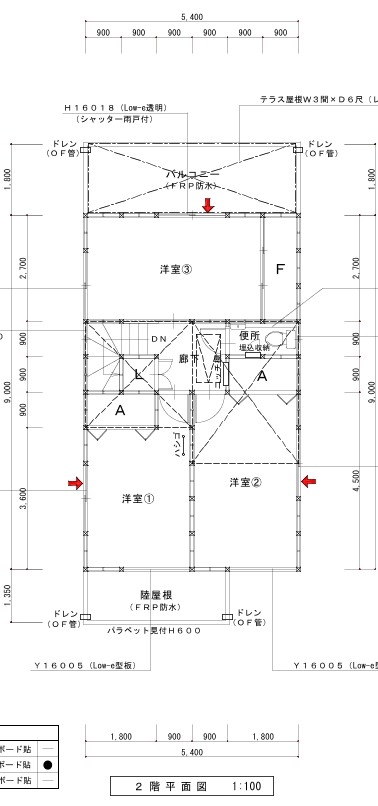 5,400
900 900 900 900 900 900
テラス屋根W3間×D6尺(L
H16018(Low-e透明)
(シャッター雨戸付)
ドレン
(OF管)
ドレン
(OF管)
バルコニー
(FRP防水)
1,800
1,800
洋室③
F
2,700
2,700
DN
便所
埋込収納
廊
L
A
A
ニッチ
ハシゴ
900
900
900
900
900
9,000
9,000
洋室①
洋室②
3,600
4,500
陸屋根
(FRP防水)
1,350
ドレン
(OF管)
ドレン
(OF管)
パラペット見付H600
Y16005(Low-e型板)
Y16005(Low-e型
1,800 900 900 1,800
5,400
ボード貼 —
ボード貼 ●
ボード貼 —
2階平面図 1:100